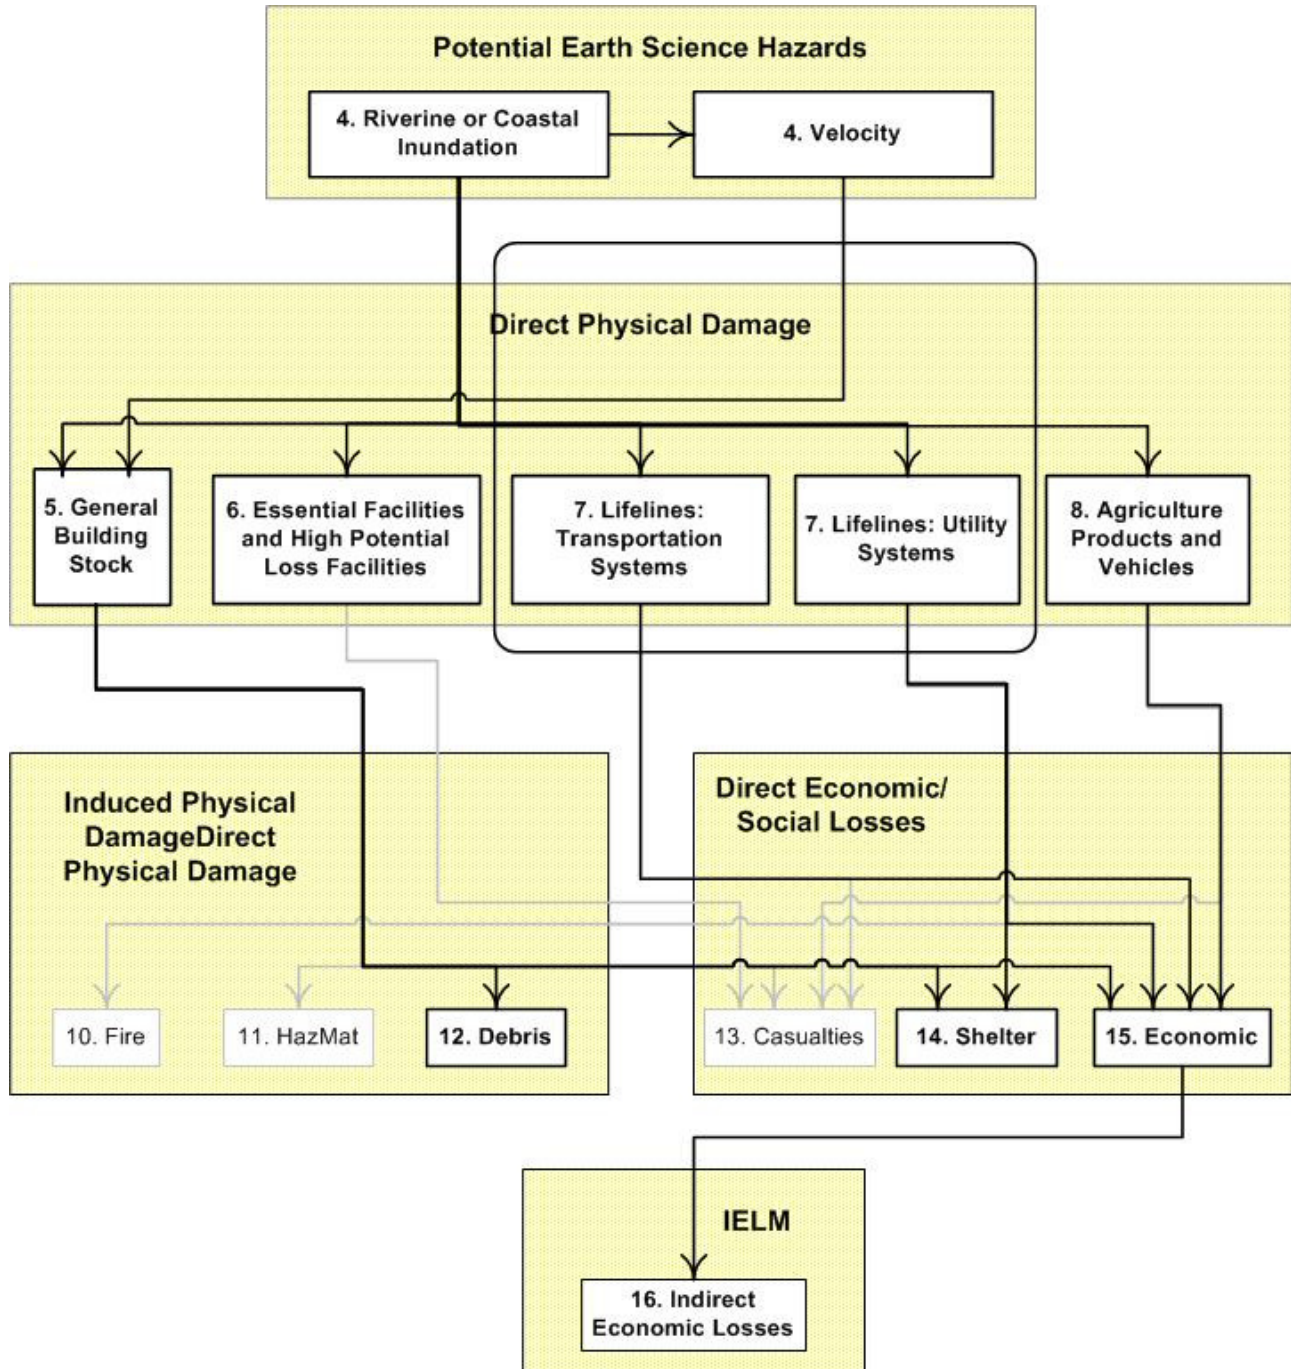 Potential Earth Science Hazards
4. Riverine or Coastal
Inundation
4. Velocity
Direct Physical Damage
5. General
Building
Stock
6. Essential Facilities
and High Potential
Loss Facilities
7. Lifelines:
Transportation
Systems
7. Lifelines: Utility
Systems
8. Agriculture
Products and
Vehicles
Induced Physical
DamageDirect
Physical Damage
Direct Economic/
Social Losses
10. Fire
11. HazMat
12. Debris
13. Casualties
14. Shelter
15. Economic
IELM
16. Indirect
Economic Losses